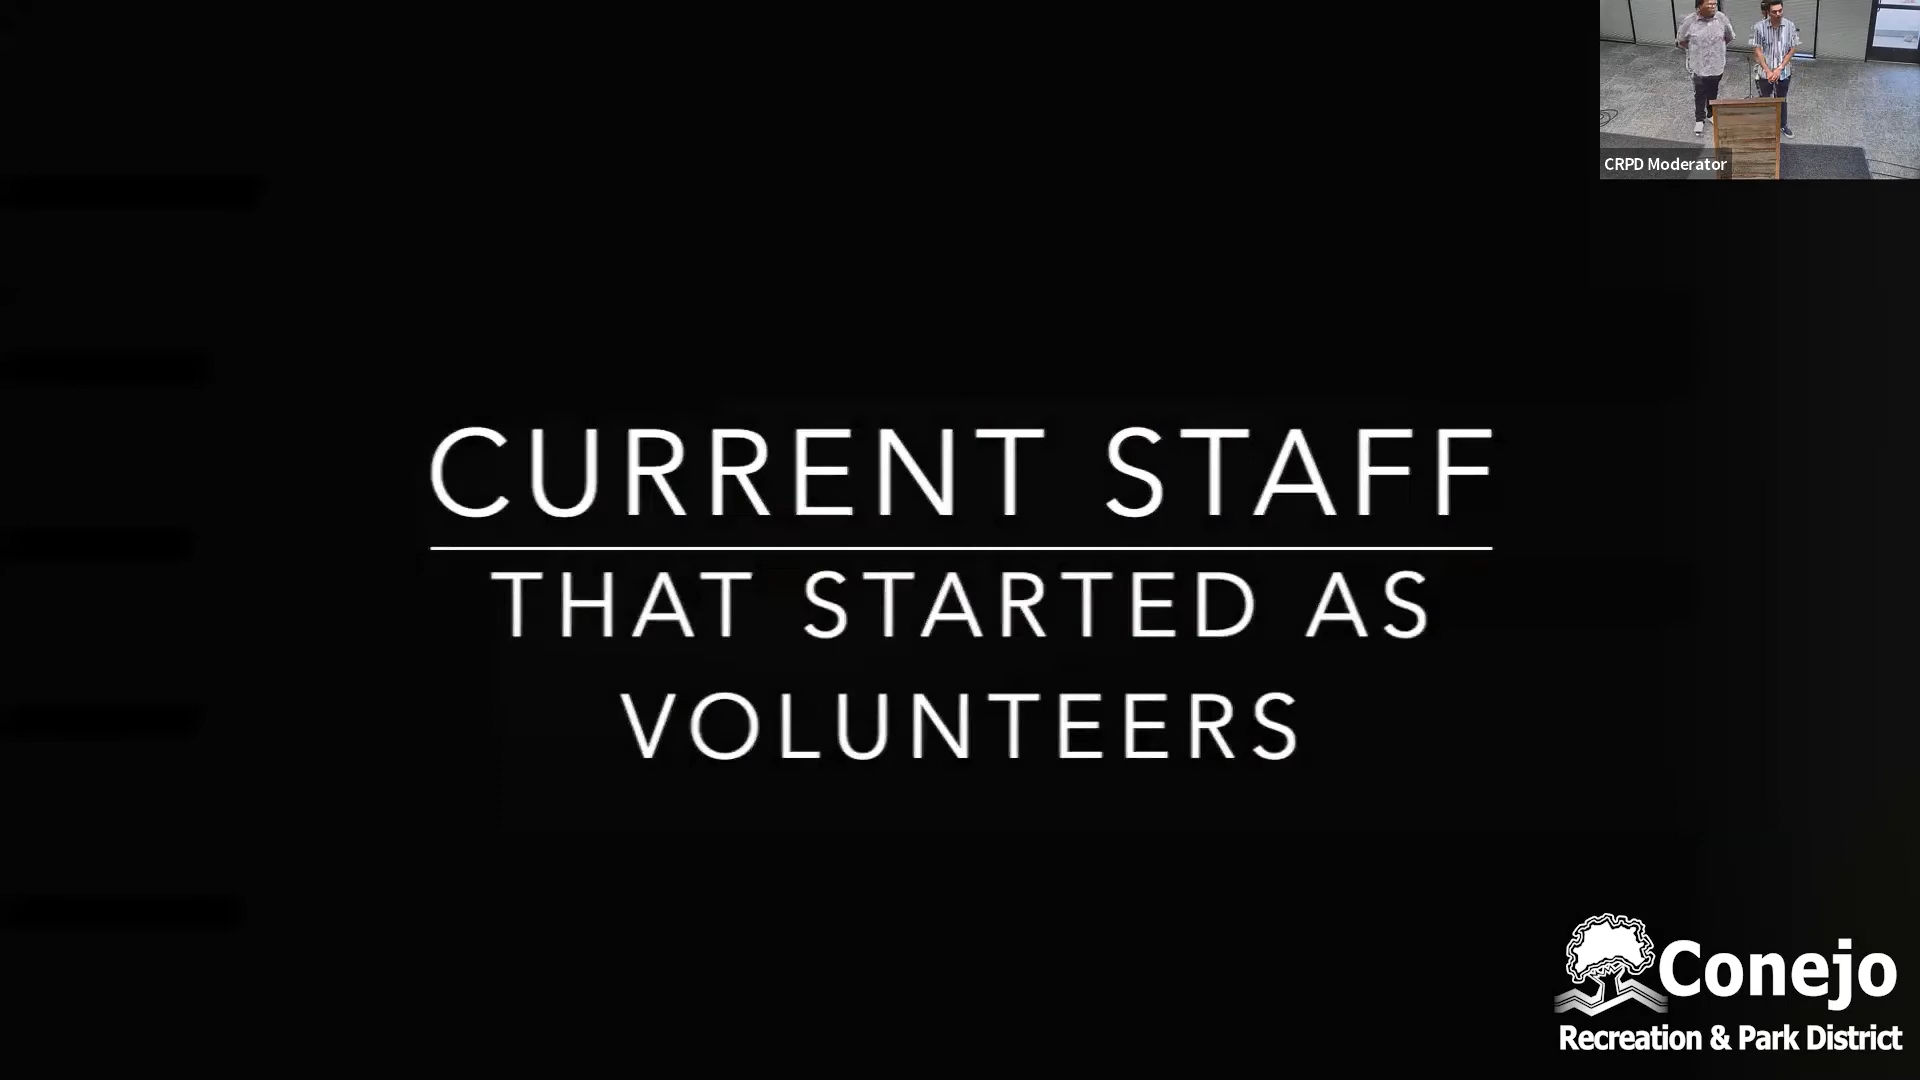 CRPD Moderator
CURRENT STAFF
THAT STARTED AS
VOLUNTEERS
Conejo
Recreation & Park District